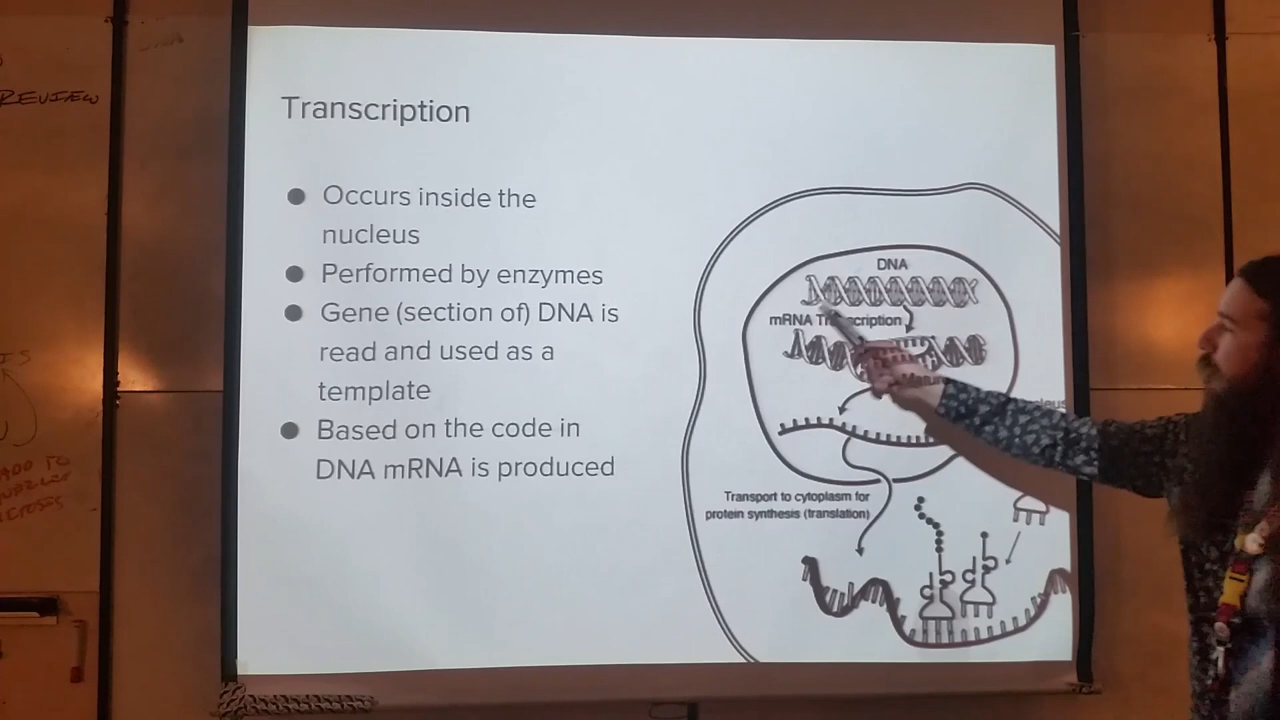 REVIEW
Transcription
Occurs inside the
nucleus
Performed by enzymes
Gene (section of) DNA is
read and used as a
template
Based on the code in
DNA mRNA is produced
DNA
mRNA
Transport to cytoplasm for
protein synthesis (translation)